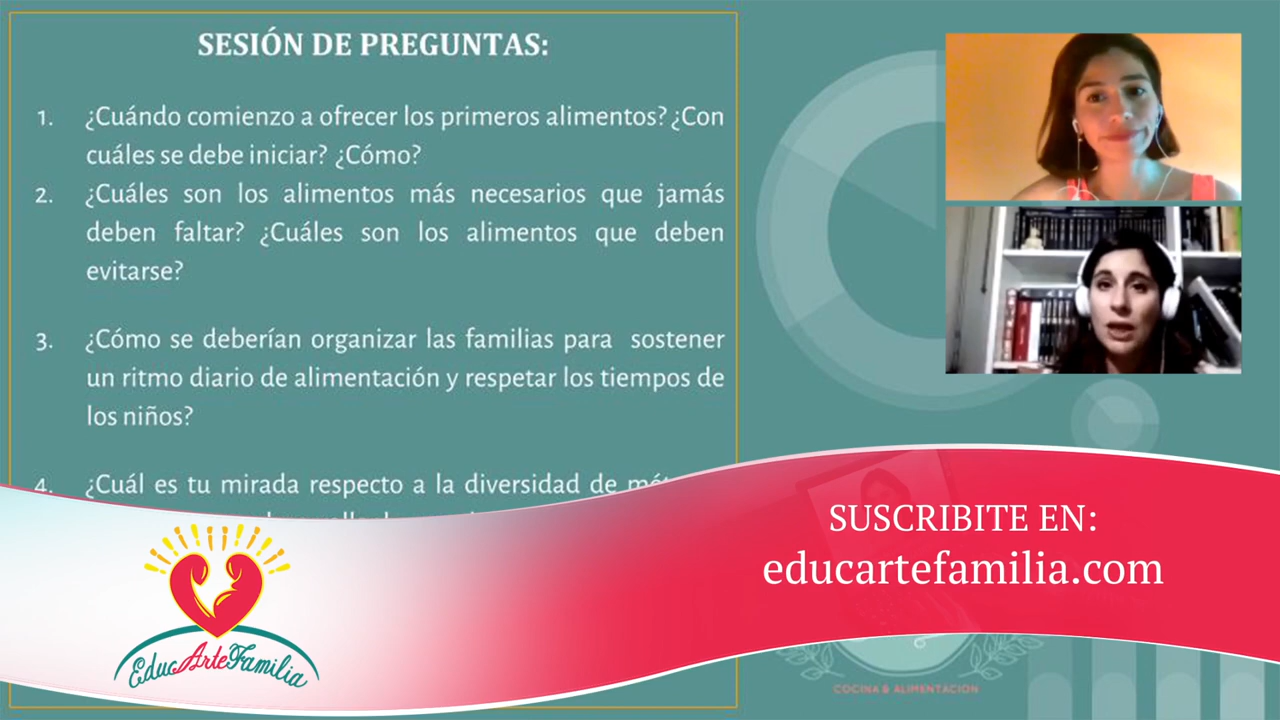 SESIÓN DE PREGUNTAS:
1. ¿Cuándo comienzo a ofrecer los primeros alimentos? ¿Con
cuáles se debe iniciar? ¿Cómo?
2. ¿Cuáles son los alimentos más necesarios que jamás
deben faltar? ¿Cuáles son los alimentos que deben
evitarse?
3. ¿Cómo se deberían organizar las familias para sostener
un ritmo diario de alimentación y respetar los tiempos de
los niños?
4. ¿Cuál es tu mirada respecto a la diversidad de
SUSCRIBITE EN:
educartefamilia.com
EducArteFamilia
COCINA & ALIMENTACION